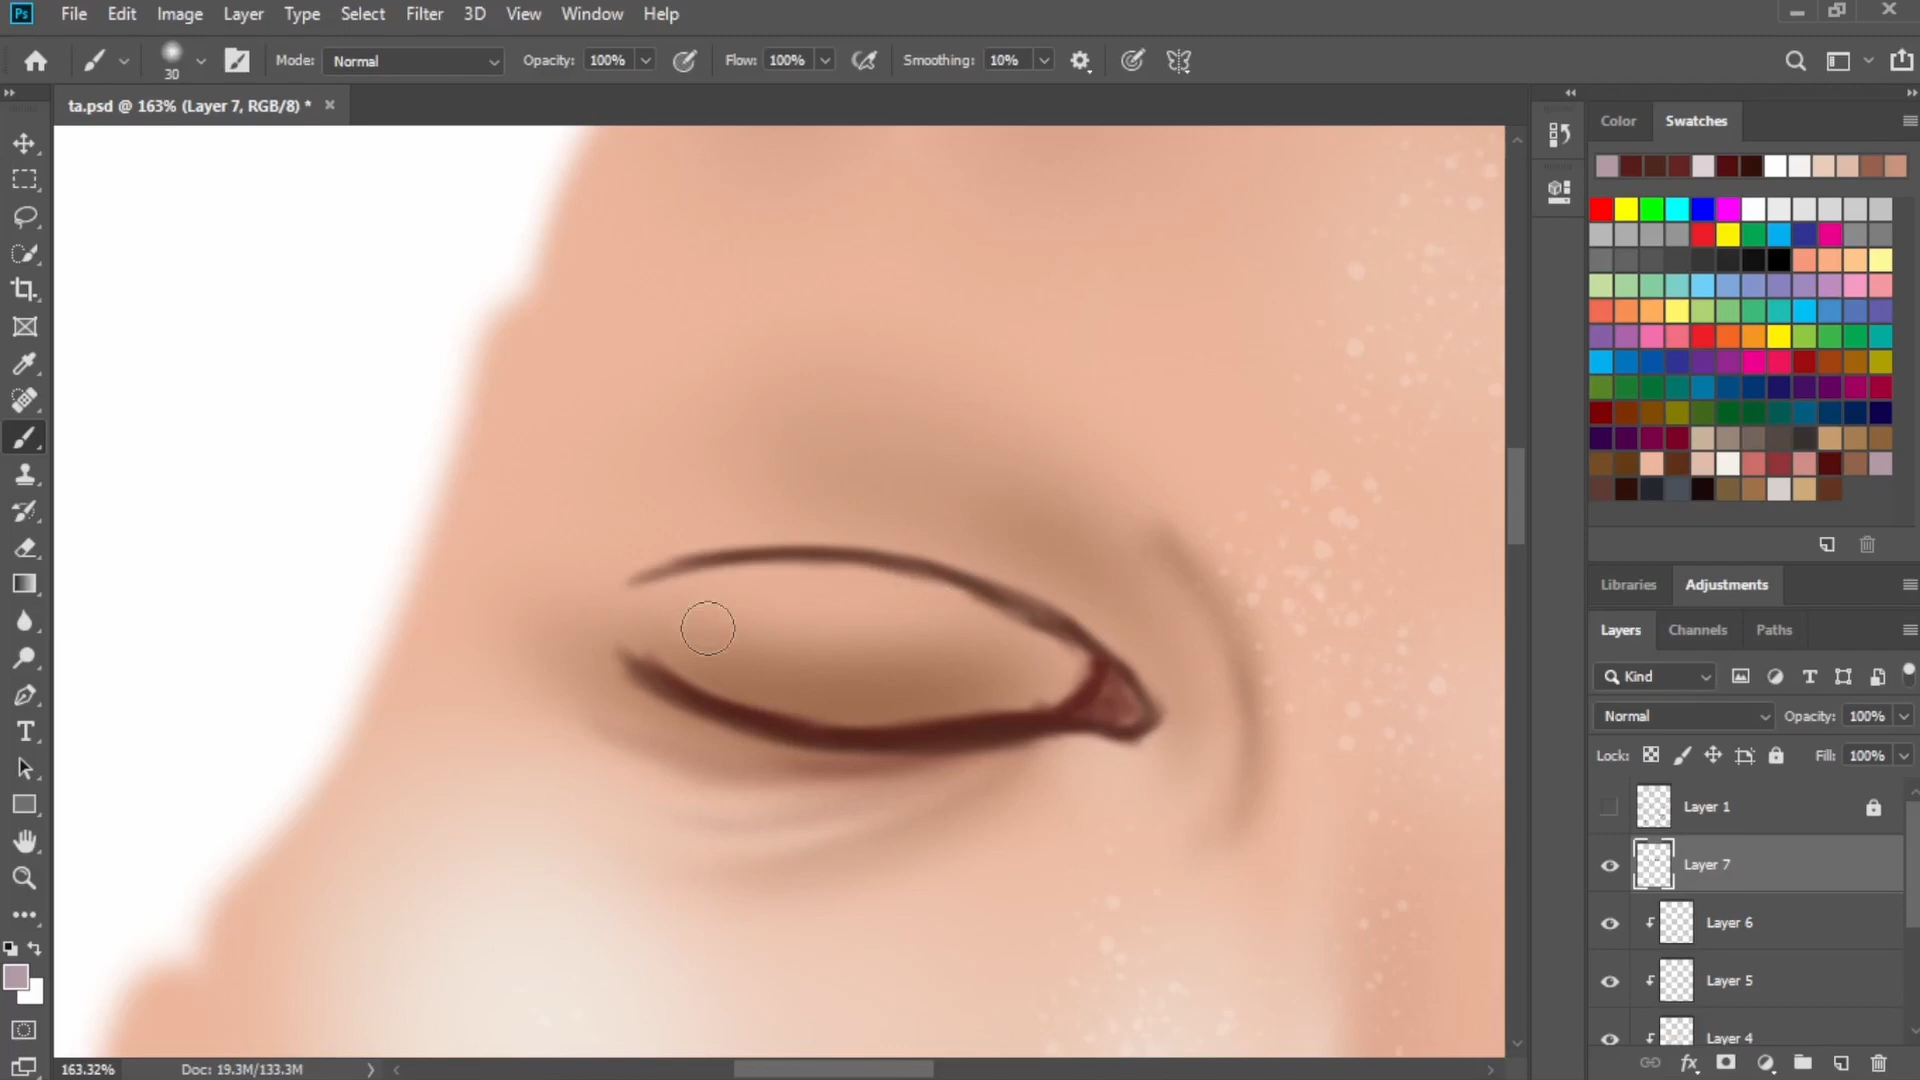 Ps File Edit Image Layer Type Select Filter 3D View Window Help
30 Mode: Normal Opacity: 100% Flow: 100% Smoothing: 10%
ta.psd @ 163% (Layer 7, RGB/8) *
Color Swatches
Libraries Adjustments
Layers Channels Paths
Kind
Normal Opacity: 100%
Lock: Fill: 100%
Layer 1
Layer 7
Layer 6
Layer 5
Layer 4
163.32% Doc: 19.3M/133.3M